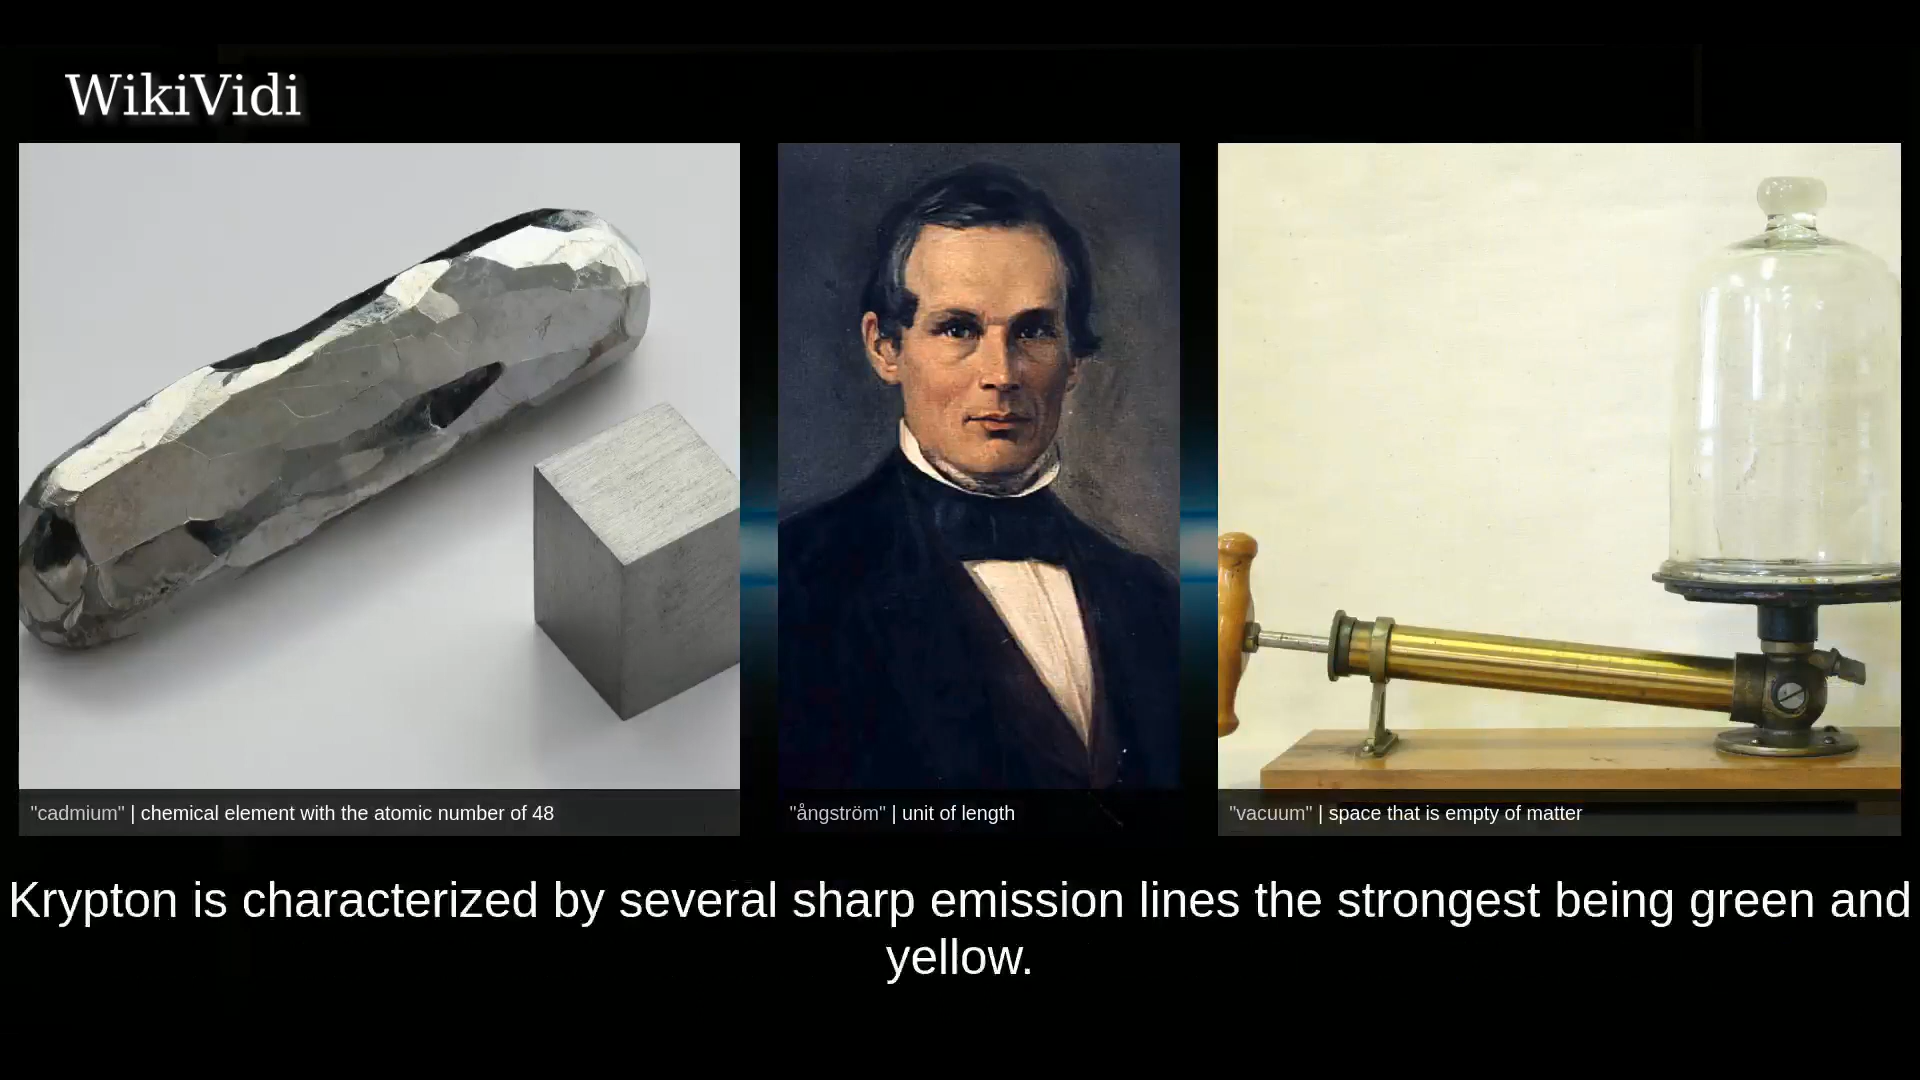 WikiVidi
"cadmium" | chemical element with the atomic number of 48
"ångström" | unit of length
"vacuum" | space that is empty of matter
Krypton is characterized by several sharp emission lines the strongest being green and
yellow.